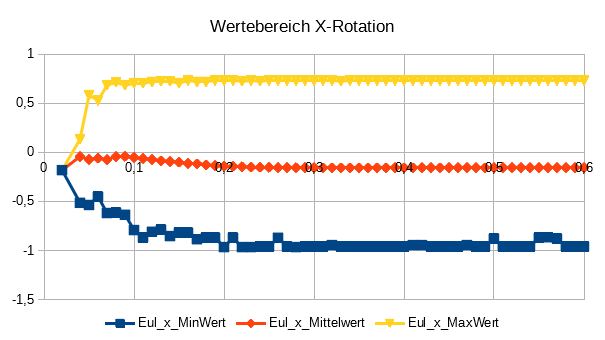 Wertebereich X-Rotation
1
0,5
0
0 0,1 0,2 0,3 0,4 0,5 0,6
-0,5
-1
-1,5
Eul_x_MinWert Eul_x_Mittelwert Eul_x_MaxWert